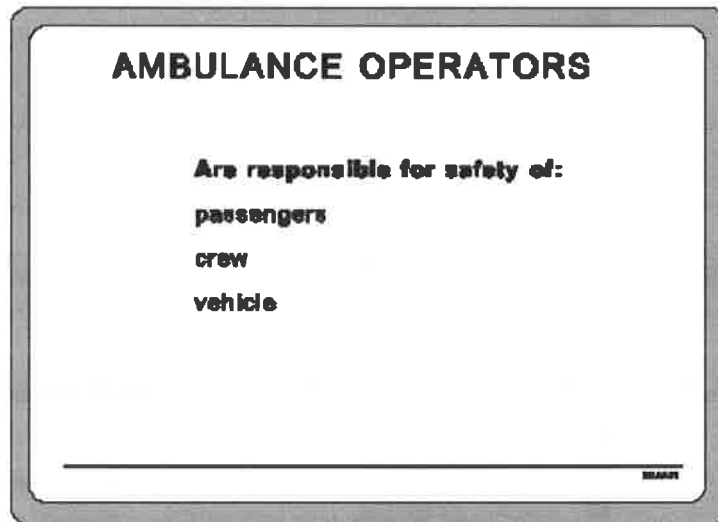 AMBULANCE OPERATORS
Are responsible for safety of:
passengers
crew
vehicle